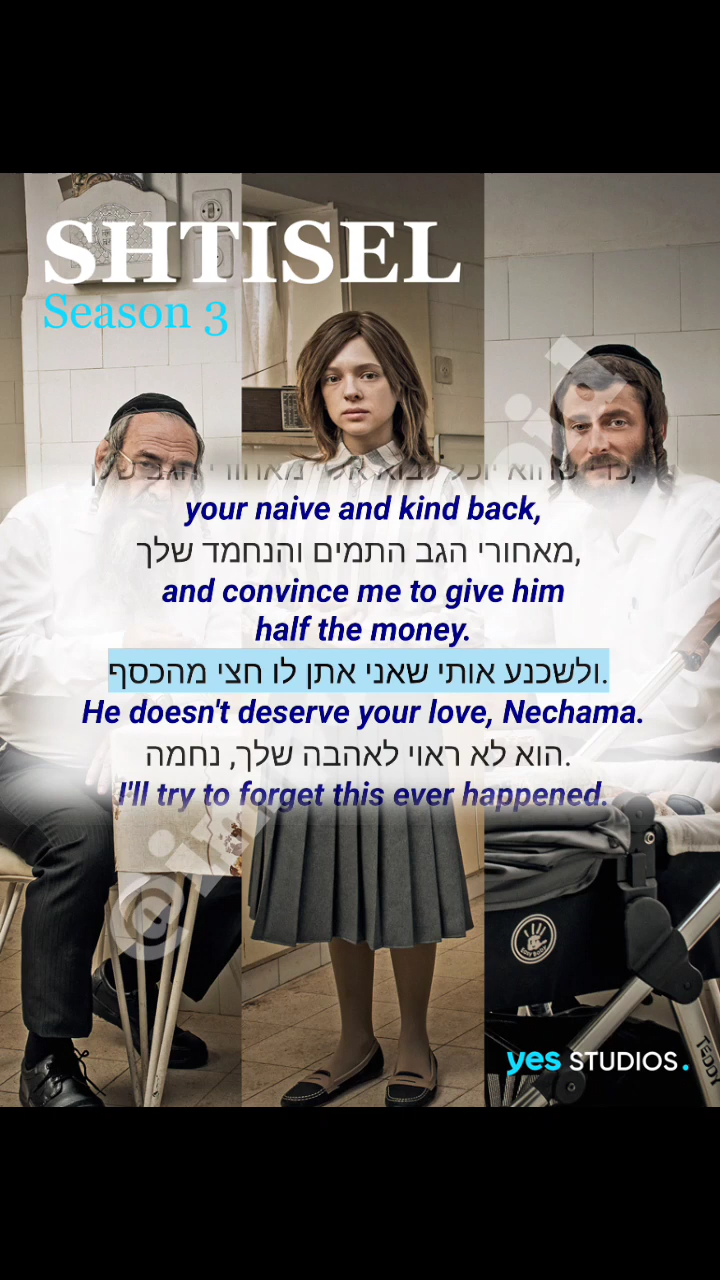 SHTISEL
Season 3
your naive and kind back,
מאחורי הגב התמים והנחמד שלך,
and convince me to give him
half the money.
ולשכנע אותי שאני אתן לו חצי מהכסף.
He doesn't deserve your love, Nechama.
הוא לא ראוי לאהבה שלך, נחמה.
I'll try to forget this ever happened.
yes STUDIOS.
TEDDY